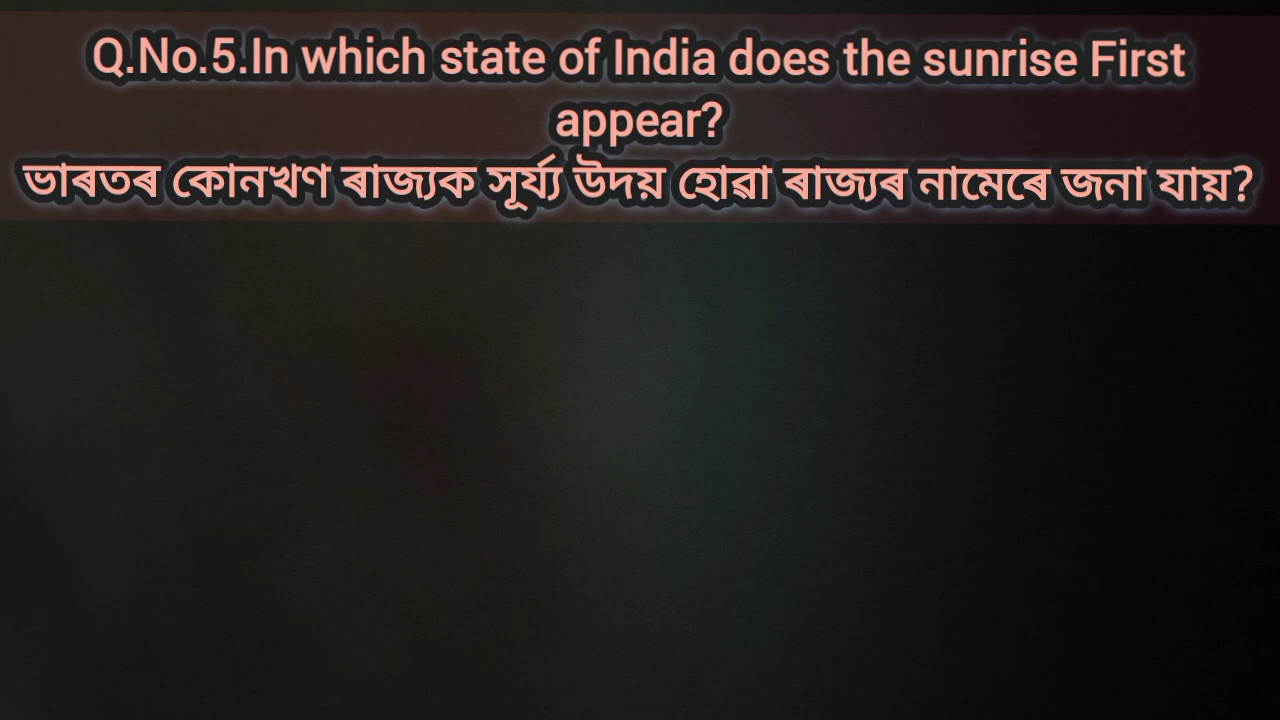 Q.No.5.In which state of India does the sunrise First
appear?
ভাৰতৰ কোনখণ ৰাজ্যক সূৰ্য্য উদয় হোৱা ৰাজ্যৰ নামেৰে জনা যায়?